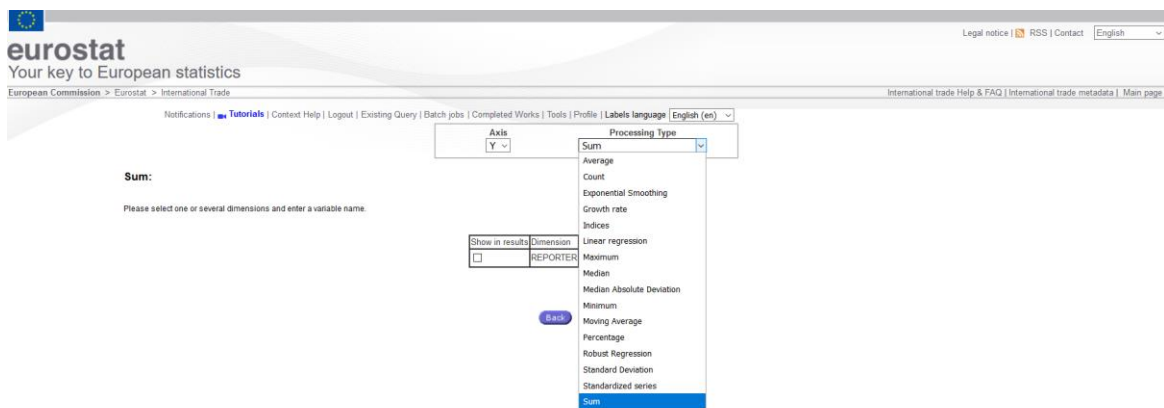 Legal notice | RSS | Contact English
eurostat
Your key to European statistics
European Commission > Eurostat > International Trade
International trade Help & FAQ | International trade metadata | Main page
Notifications | Tutorials | Context Help | Logout | Existing Query | Batch jobs | Completed Works | Tools | Profile | Labels language English (en)
Axis Processing Type
Y Sum
Average
Count
Exponential Smoothing
Growth rate
Indices
Linear regression
Maximum
Median
Median Absolute Deviation
Minimum
Moving Average
Percentage
Robust Regression
Standard Deviation
Standardized series
Sum
Sum:
Please select one or several dimensions and enter a variable name.
Show in results Dimension
REPORTER
Back